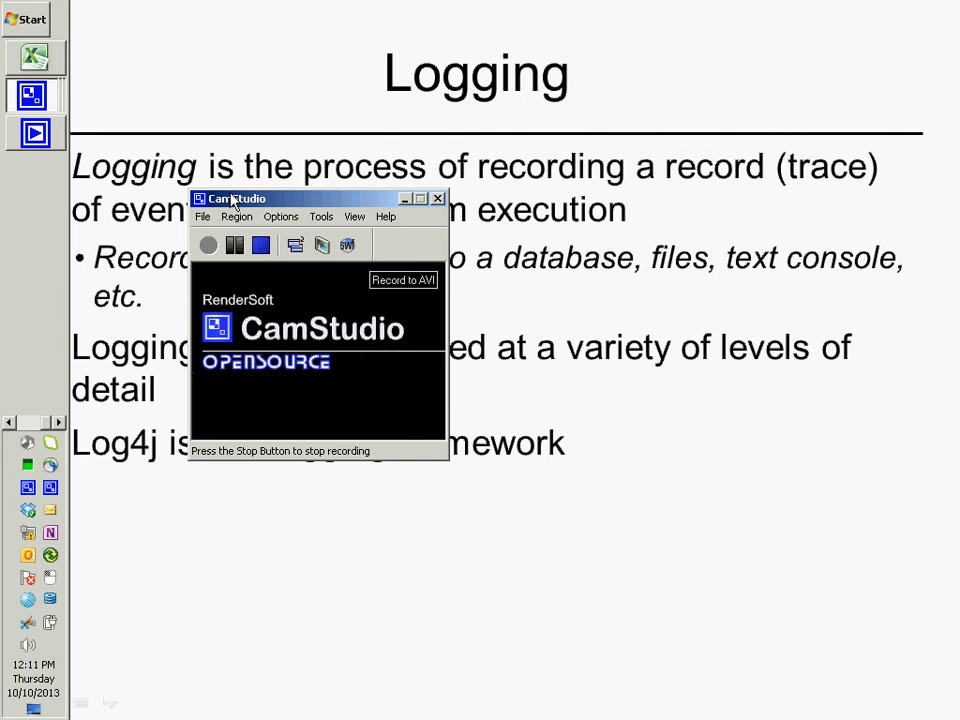 Start
Logging
Logging is the process of recording a record (trace)
of even m execution
CamStudio
File Region Options Tools View Help
• Recor o a database, files, text console,
etc.
Record to AVI
RenderSoft
CamStudio
OPENSOURCE
Logging ed at a variety of levels of
detail
Log4j is mework
Press the Stop Button to stop recording
12:11 PM
Thursday
10/10/2013